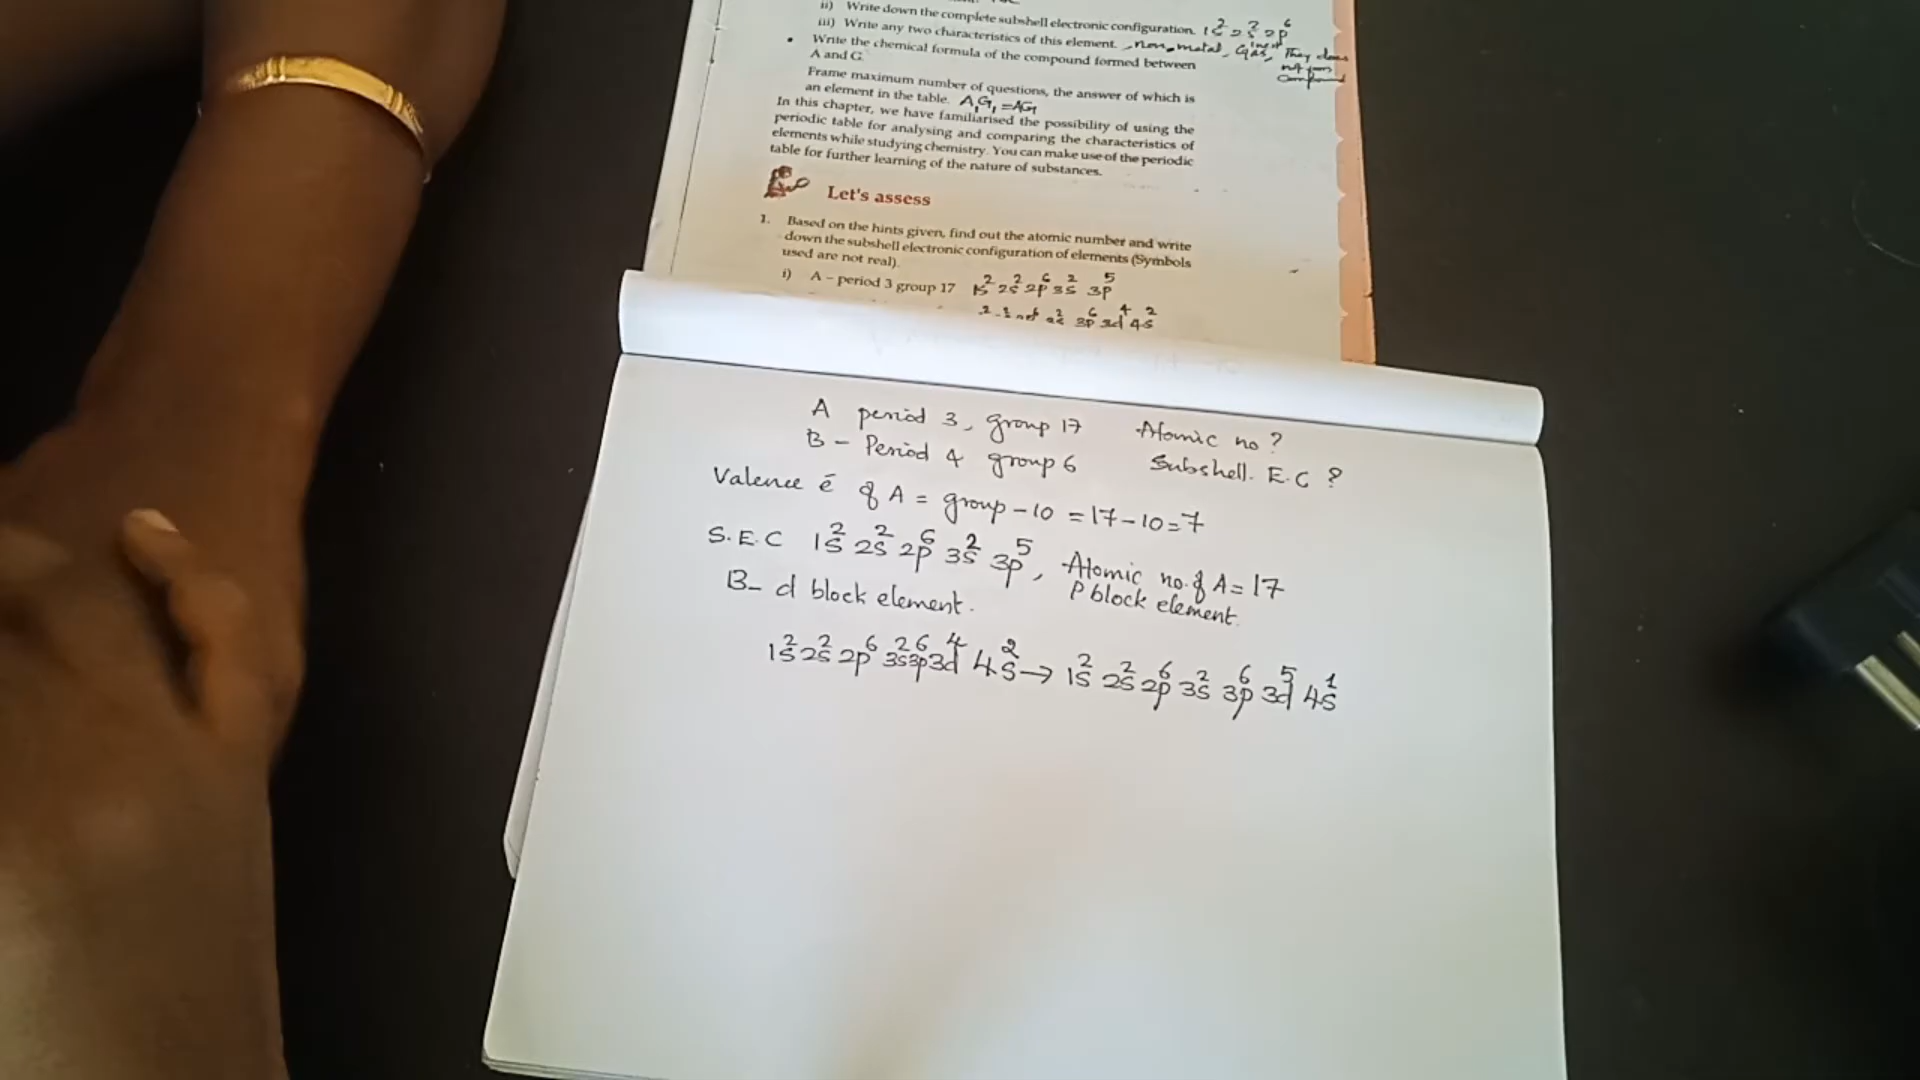 ii) Write down the complete subshell electronic configuration. 1s² 2s² 2p⁶
iii) Write any two characteristics of this element. non metal, Gas, They does
• Write the chemical formula of the compound formed between
A and G.
Frame maximum number of questions, the answer of which is
an element in the table. A₁G₁ = AG
In this chapter, we have familiarised the possibility of using the
periodic table for analysing and comparing the characteristics of
elements while studying chemistry. You can make use of the periodic
table for further learning of the nature of substances.
Let's assess
1. Based on the hints given, find out the atomic number and write
down the subshell electronic configuration of elements (Symbols
used are not real).
i) A – period 3 group 17 1s² 2s² 2p⁶ 3s² 3p⁵
3p⁶ 3d⁴ 4s²
A period 3, group 17 Atomic no ?
B – Period 4 group 6 Subshell. E.C ?
Valence ē of A = group – 10 = 17 – 10 = 7
S.E.C 1s² 2s² 2p⁶ 3s² 3p⁵, Atomic no. of A = 17
P block element.
B – d block element.
1s² 2s² 2p⁶ 3s² 3p⁶ 3d⁴ 4s² → 1s² 2s² 2p⁶ 3s² 3p⁶ 3d⁵ 4s¹